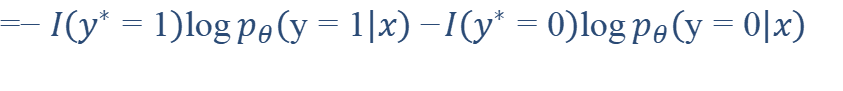 =− I(y* = 1)log pθ(y = 1|x) −I(y* = 0)log pθ(y = 0|x)